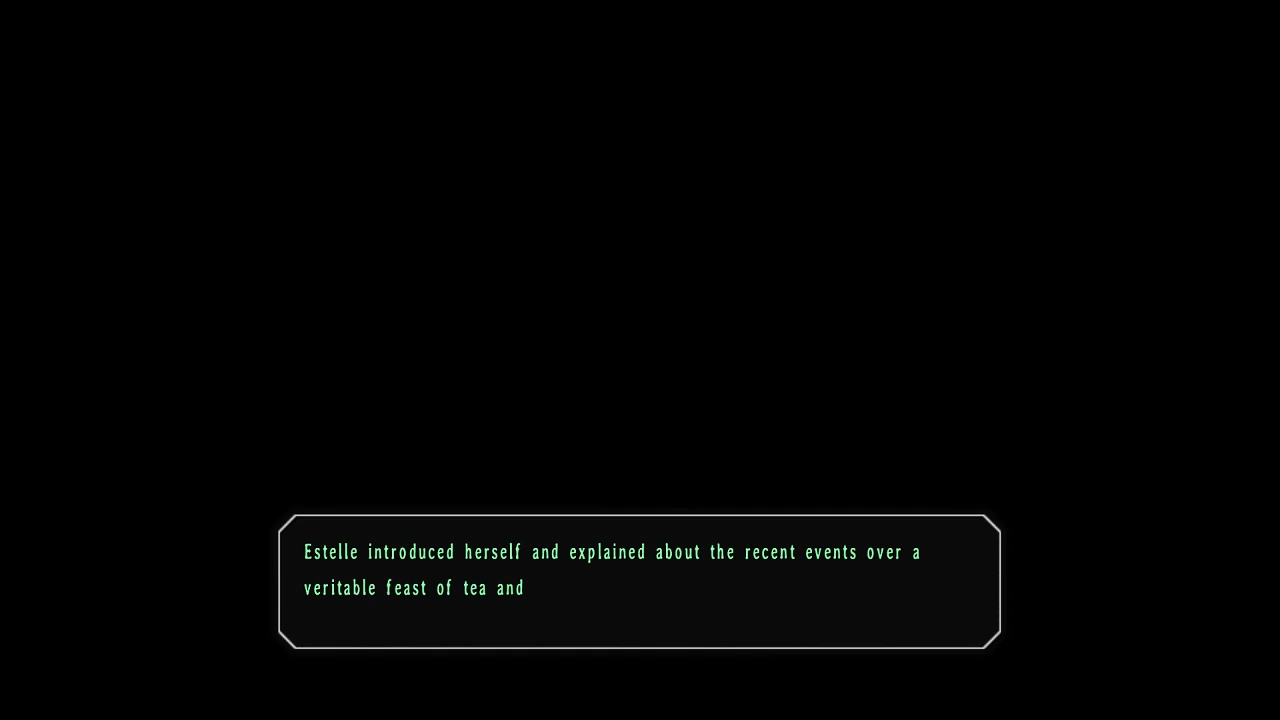 Estelle introduced herself and explained about the recent events over a
veritable feast of tea and